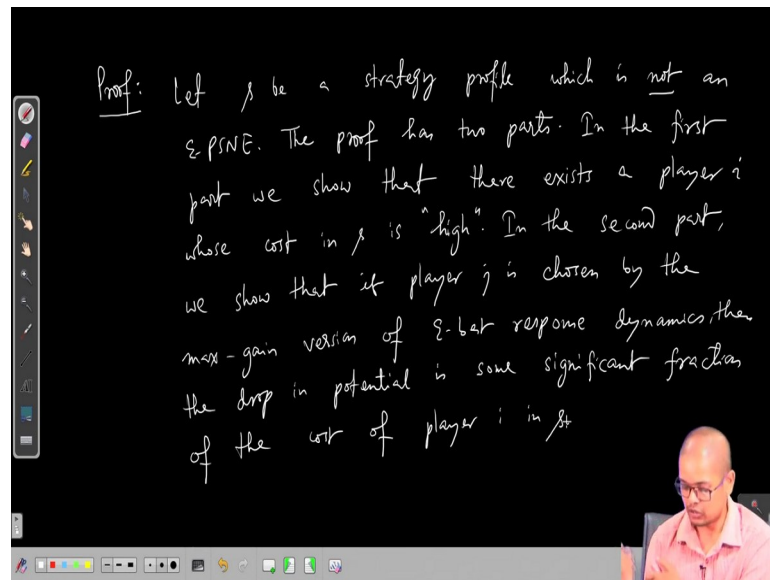 Proof: Let s be a strategy profile which is not an
ε-PSNE. The proof has two parts. In the first
part we show that there exists a player i
whose cost in s is "high". In the second part,
we show that if player j is chosen by the
max-gain version of ε-best response dynamics, then
the drop in potential is some significant fraction
of the cost of player i in s